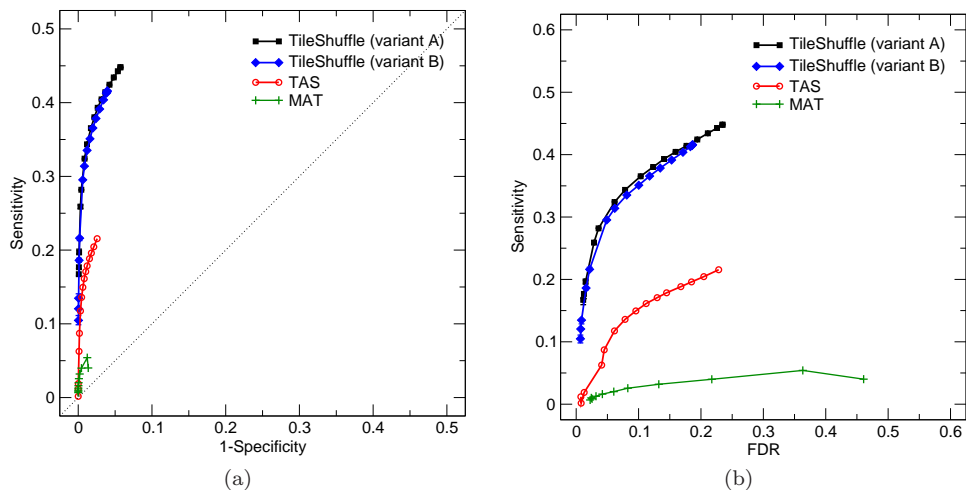 0.5
0.4
0.3
0.2
0.1
0
Sensitivity
TileShuffle (variant A)
TileShuffle (variant B)
TAS
MAT
0 0.1 0.2 0.3 0.4 0.5
1-Specificity
(a)
0.6
0.5
0.4
0.3
0.2
0.1
0
Sensitivity
TileShuffle (variant A)
TileShuffle (variant B)
TAS
MAT
0 0.1 0.2 0.3 0.4 0.5 0.6
FDR
(b)